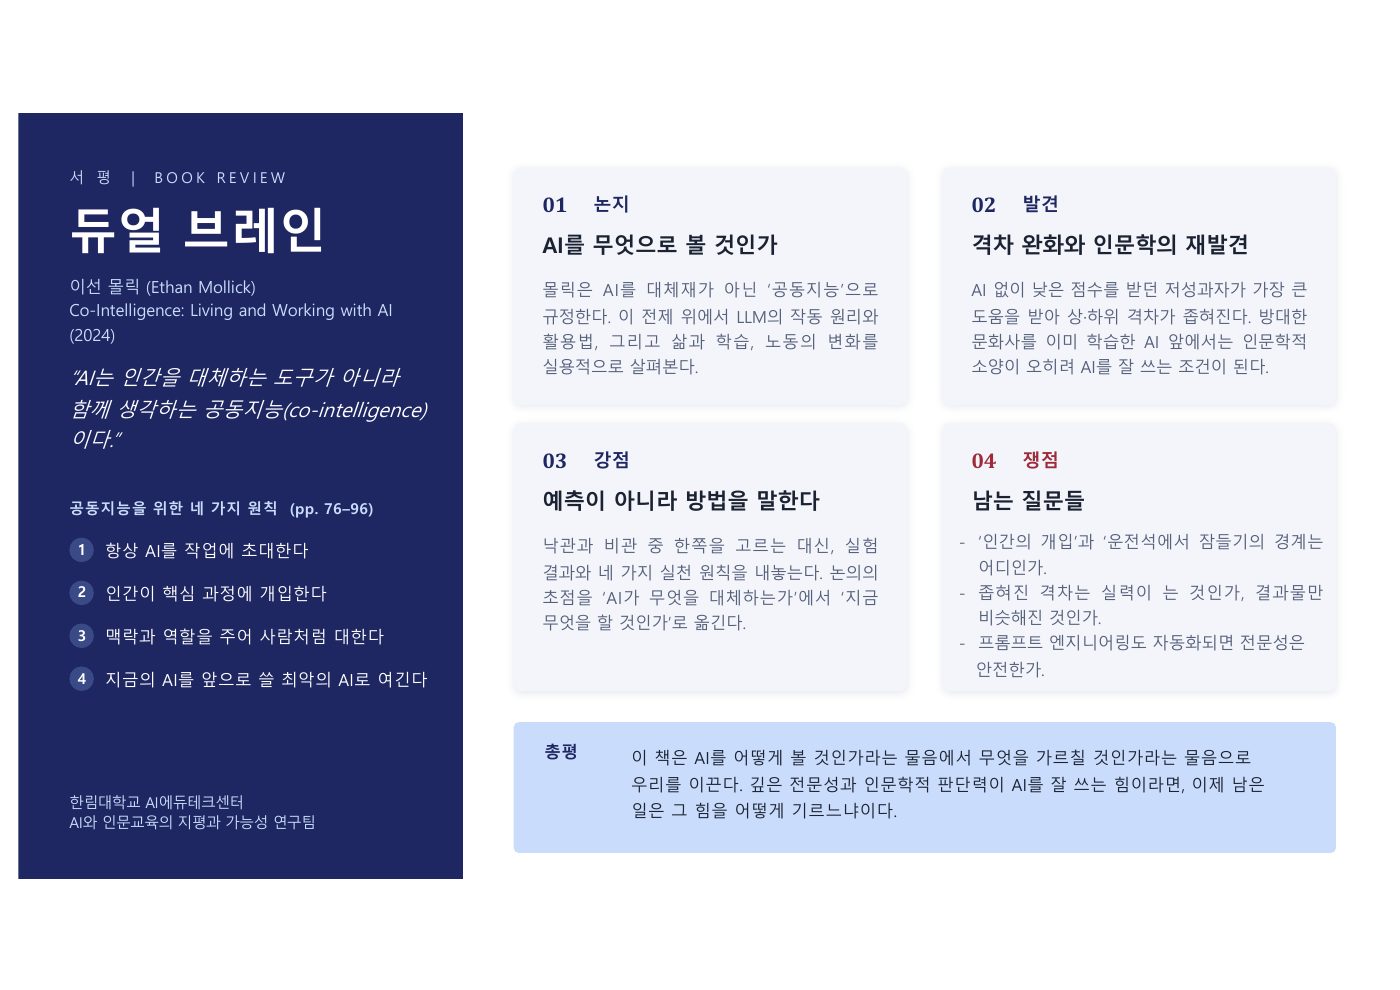 서 평 | BOOK REVIEW
듀얼 브레인
이선 몰릭 (Ethan Mollick)
Co-Intelligence: Living and Working with AI
(2024)
“AI는 인간을 대체하는 도구가 아니라
함께 생각하는 공동지능(co-intelligence)
이다.”
공동지능을 위한 네 가지 원칙 (pp. 76–96)
1 항상 AI를 작업에 초대한다
2 인간이 핵심 과정에 개입한다
3 맥락과 역할을 주어 사람처럼 대한다
4 지금의 AI를 앞으로 쓸 최악의 AI로 여긴다
한림대학교 AI에듀테크센터
AI와 인문교육의 지평과 가능성 연구팀
01 논지
AI를 무엇으로 볼 것인가
몰릭은 AI를 대체재가 아닌 ‘공동지능’으로
규정한다. 이 전제 위에서 LLM의 작동 원리와
활용법, 그리고 삶과 학습, 노동의 변화를
실용적으로 살펴본다.
02 발견
격차 완화와 인문학의 재발견
AI 없이 낮은 점수를 받던 저성과자가 가장 큰
도움을 받아 상·하위 격차가 좁혀진다. 방대한
문화사를 이미 학습한 AI 앞에서는 인문학적
소양이 오히려 AI를 잘 쓰는 조건이 된다.
03 강점
예측이 아니라 방법을 말한다
낙관과 비관 중 한쪽을 고르는 대신, 실험
결과와 네 가지 실천 원칙을 내놓는다. 논의의
초점을 ‘AI가 무엇을 대체하는가’에서 ‘지금
무엇을 할 것인가’로 옮긴다.
04 쟁점
남는 질문들
- ‘인간의 개입’과 ‘운전석에서 잠들기의 경계는
어디인가.
- 좁혀진 격차는 실력이 는 것인가, 결과물만
비슷해진 것인가.
- 프롬프트 엔지니어링도 자동화되면 전문성은
안전한가.
총평
이 책은 AI를 어떻게 볼 것인가라는 물음에서 무엇을 가르칠 것인가라는 물음으로
우리를 이끈다. 깊은 전문성과 인문학적 판단력이 AI를 잘 쓰는 힘이라면, 이제 남은
일은 그 힘을 어떻게 기르느냐이다.